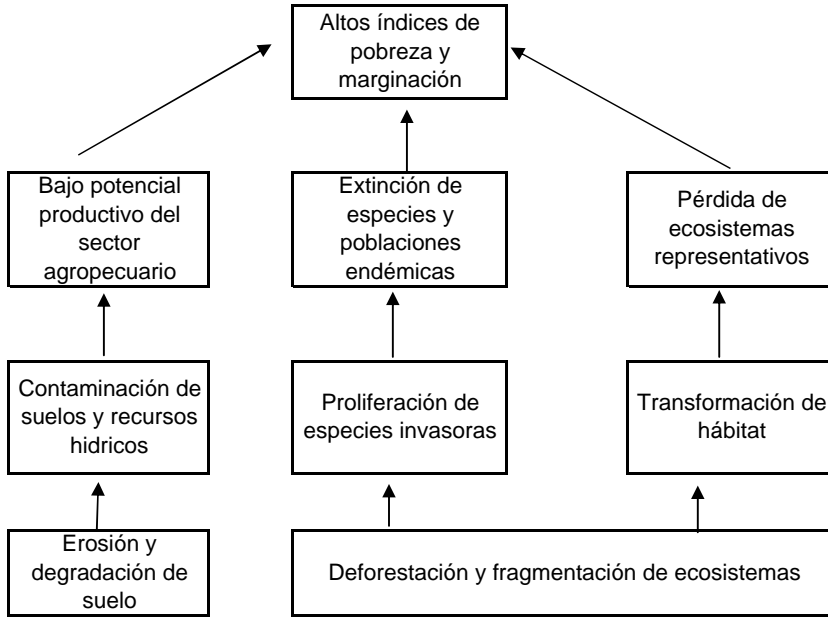 Altos índices de
pobreza y
marginación
Bajo potencial
productivo del
sector
agropecuario
Extinción de
especies y
poblaciones
endémicas
Pérdida de
ecosistemas
representativos
Contaminación de
suelos y recursos
hidricos
Proliferación de
especies invasoras
Transformación de
hábitat
Erosión y
degradación de
suelo
Deforestación y fragmentación de ecosistemas